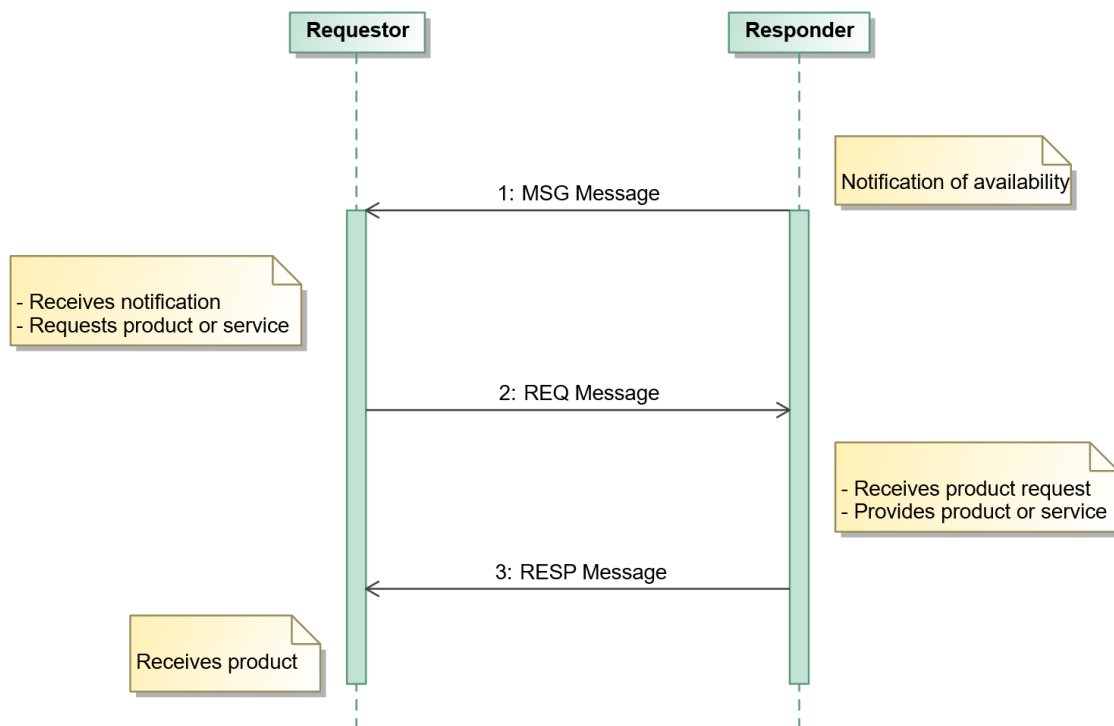 Requestor
Responder
Notification of availability
1: MSG Message
- Receives notification
- Requests product or service
2: REQ Message
- Receives product request
- Provides product or service
3: RESP Message
Receives product